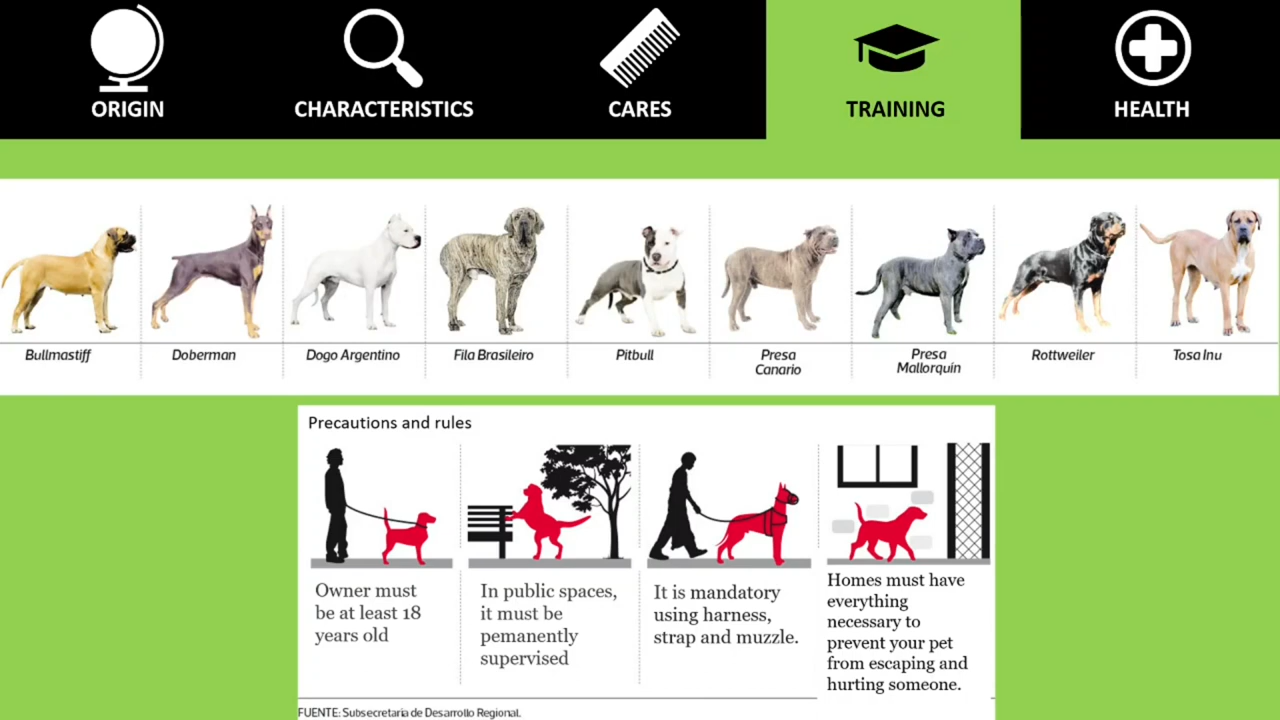 ORIGIN
CHARACTERISTICS
CARES
TRAINING
HEALTH
Bullmastiff
Doberman
Dogo Argentino
Fila Brasileiro
Pitbull
Presa
Canario
Presa
Mallorquín
Rottweiler
Tosa Inu
Precautions and rules
Owner must
be at least 18
years old
In public spaces,
it must be
pemanently
supervised
It is mandatory
using harness,
strap and muzzle.
Homes must have
everything
necessary to
prevent your pet
from escaping and
hurting someone.
FUENTE: Subsecretaria de Desarrollo Regional.